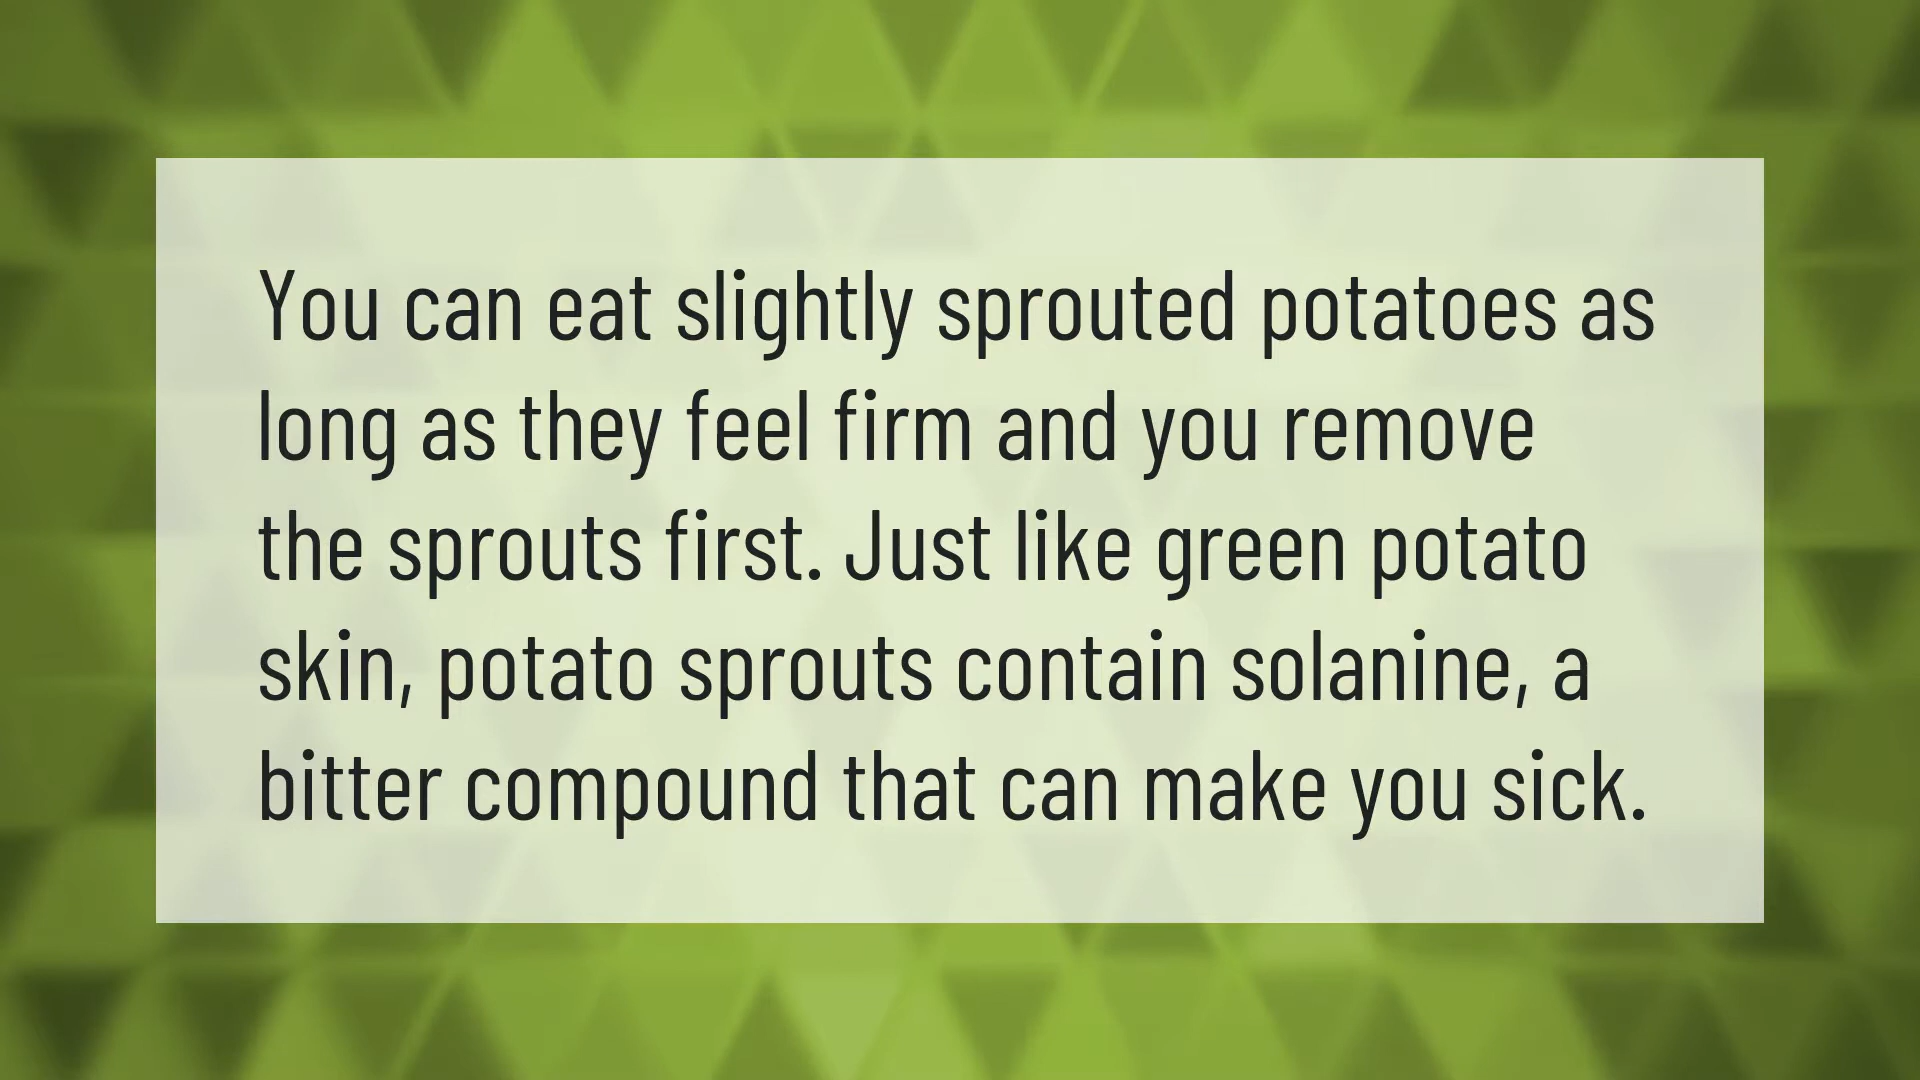 You can eat slightly sprouted potatoes as
long as they feel firm and you remove
the sprouts first. Just like green potato
skin, potato sprouts contain solanine, a
bitter compound that can make you sick.